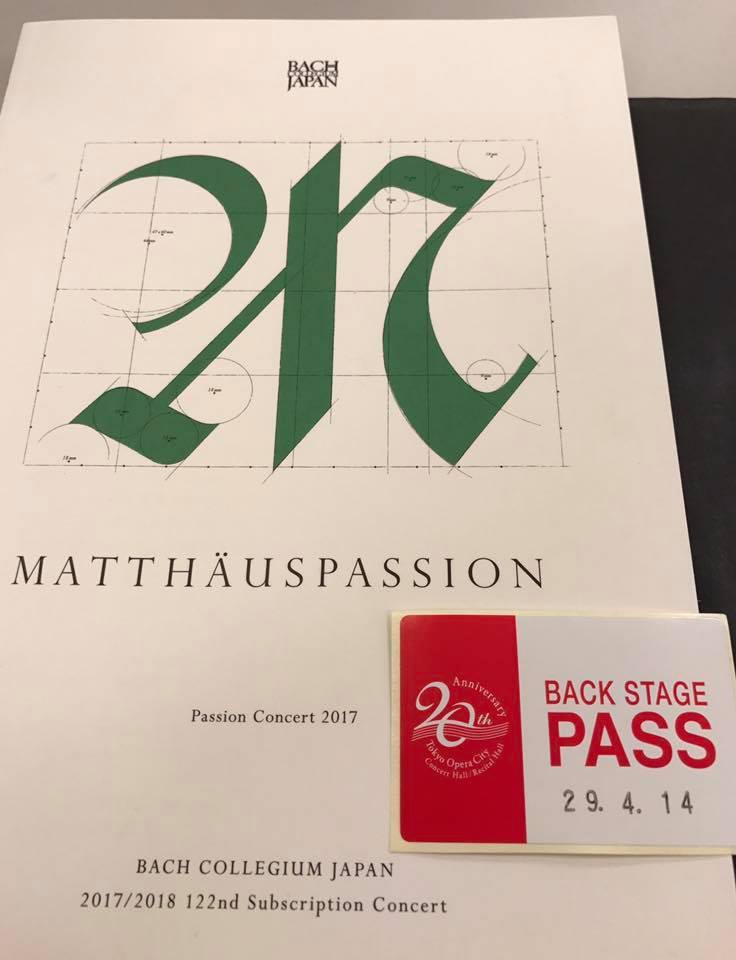 BACH
COLLEGIUM
JAPAN
M
MATTHÄUSPASSION
Passion Concert 2017
BACH COLLEGIUM JAPAN
2017/2018 122nd Subscription Concert
20th Anniversary
Tokyo Opera City
Concert Hall/Recital Hall
BACK STAGE
PASS
29. 4. 14